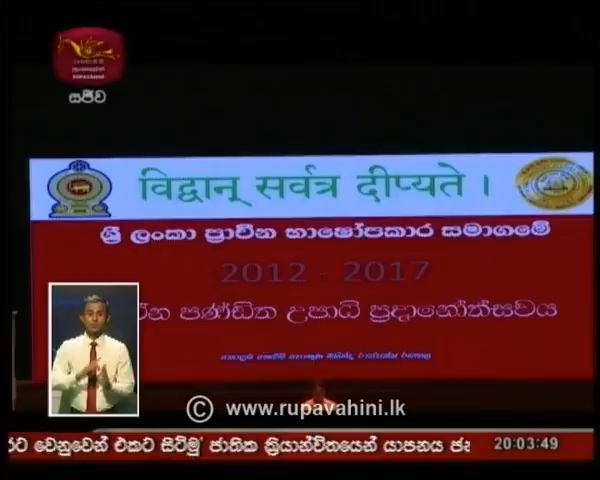 RUPAVAHINI
සජීව
विद्वान् सर्वत्र दीप्यते ।
ශ්‍රී ලංකා ප්‍රාචීන භාෂෝපකාර සමාගමේ
2012 - 2017
පණ්ඩිත උපාධි ප්‍රදානෝත්සවය
© www.rupavahini.lk
වෙනුවෙන් එකට සිටිමු' ජාතික ක්‍රියාන්විතයෙන් යාපනය
20:03:49